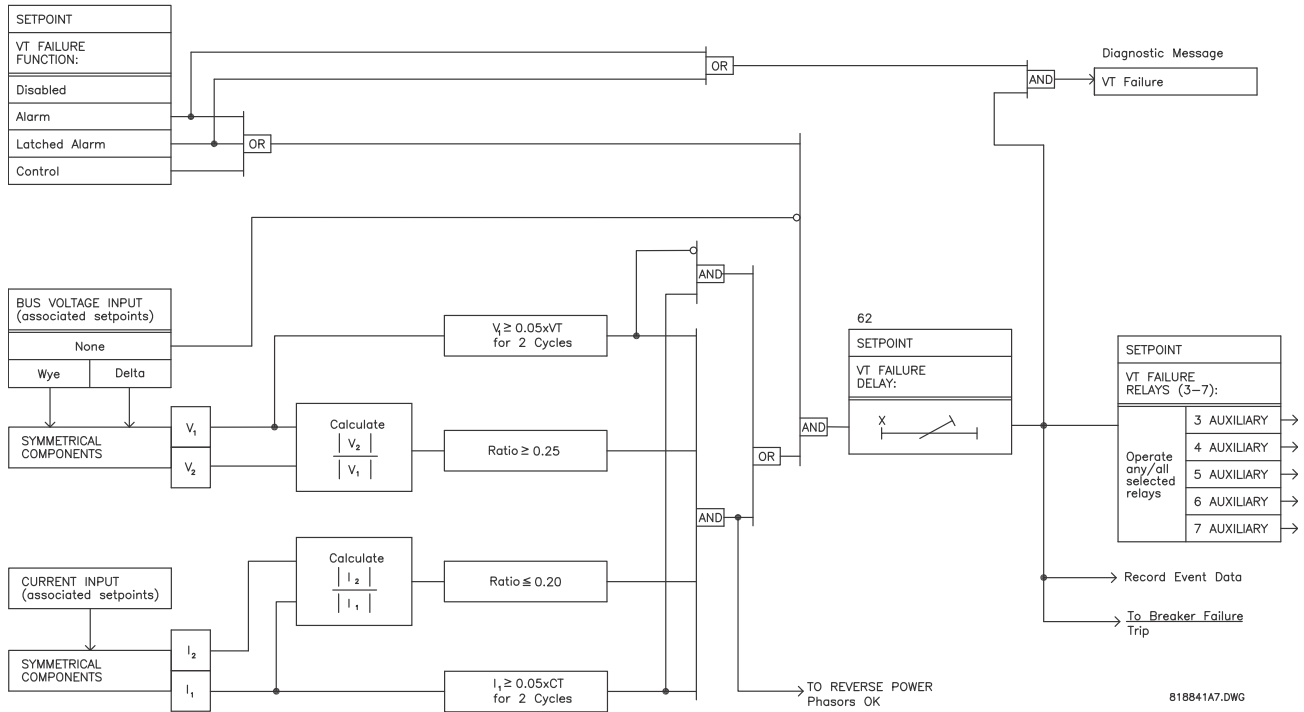 SETPOINT
VT FAILURE
FUNCTION:
Disabled
Alarm
Latched Alarm
Control
OR
OR
AND
Diagnostic Message
VT Failure
BUS VOLTAGE INPUT
(associated setpoints)
None
Wye
Delta
SYMMETRICAL
COMPONENTS
V₁
V₂
V₁ ≥ 0.05xVT
for 2 Cycles
Calculate
|V₂|
|V₁|
Ratio ≥ 0.25
AND
OR
AND
AND
62
SETPOINT
VT FAILURE
DELAY:
X
SETPOINT
VT FAILURE
RELAYS (3-7):
Operate
any/all
selected
relays
3 AUXILIARY
4 AUXILIARY
5 AUXILIARY
6 AUXILIARY
7 AUXILIARY
CURRENT INPUT
(associated setpoints)
SYMMETRICAL
COMPONENTS
I₂
I₁
Calculate
|I₂|
|I₁|
Ratio ≤ 0.20
I₁ ≥ 0.05xCT
for 2 Cycles
TO REVERSE POWER
Phasors OK
Record Event Data
To Breaker Failure
Trip
818841A7.DWG